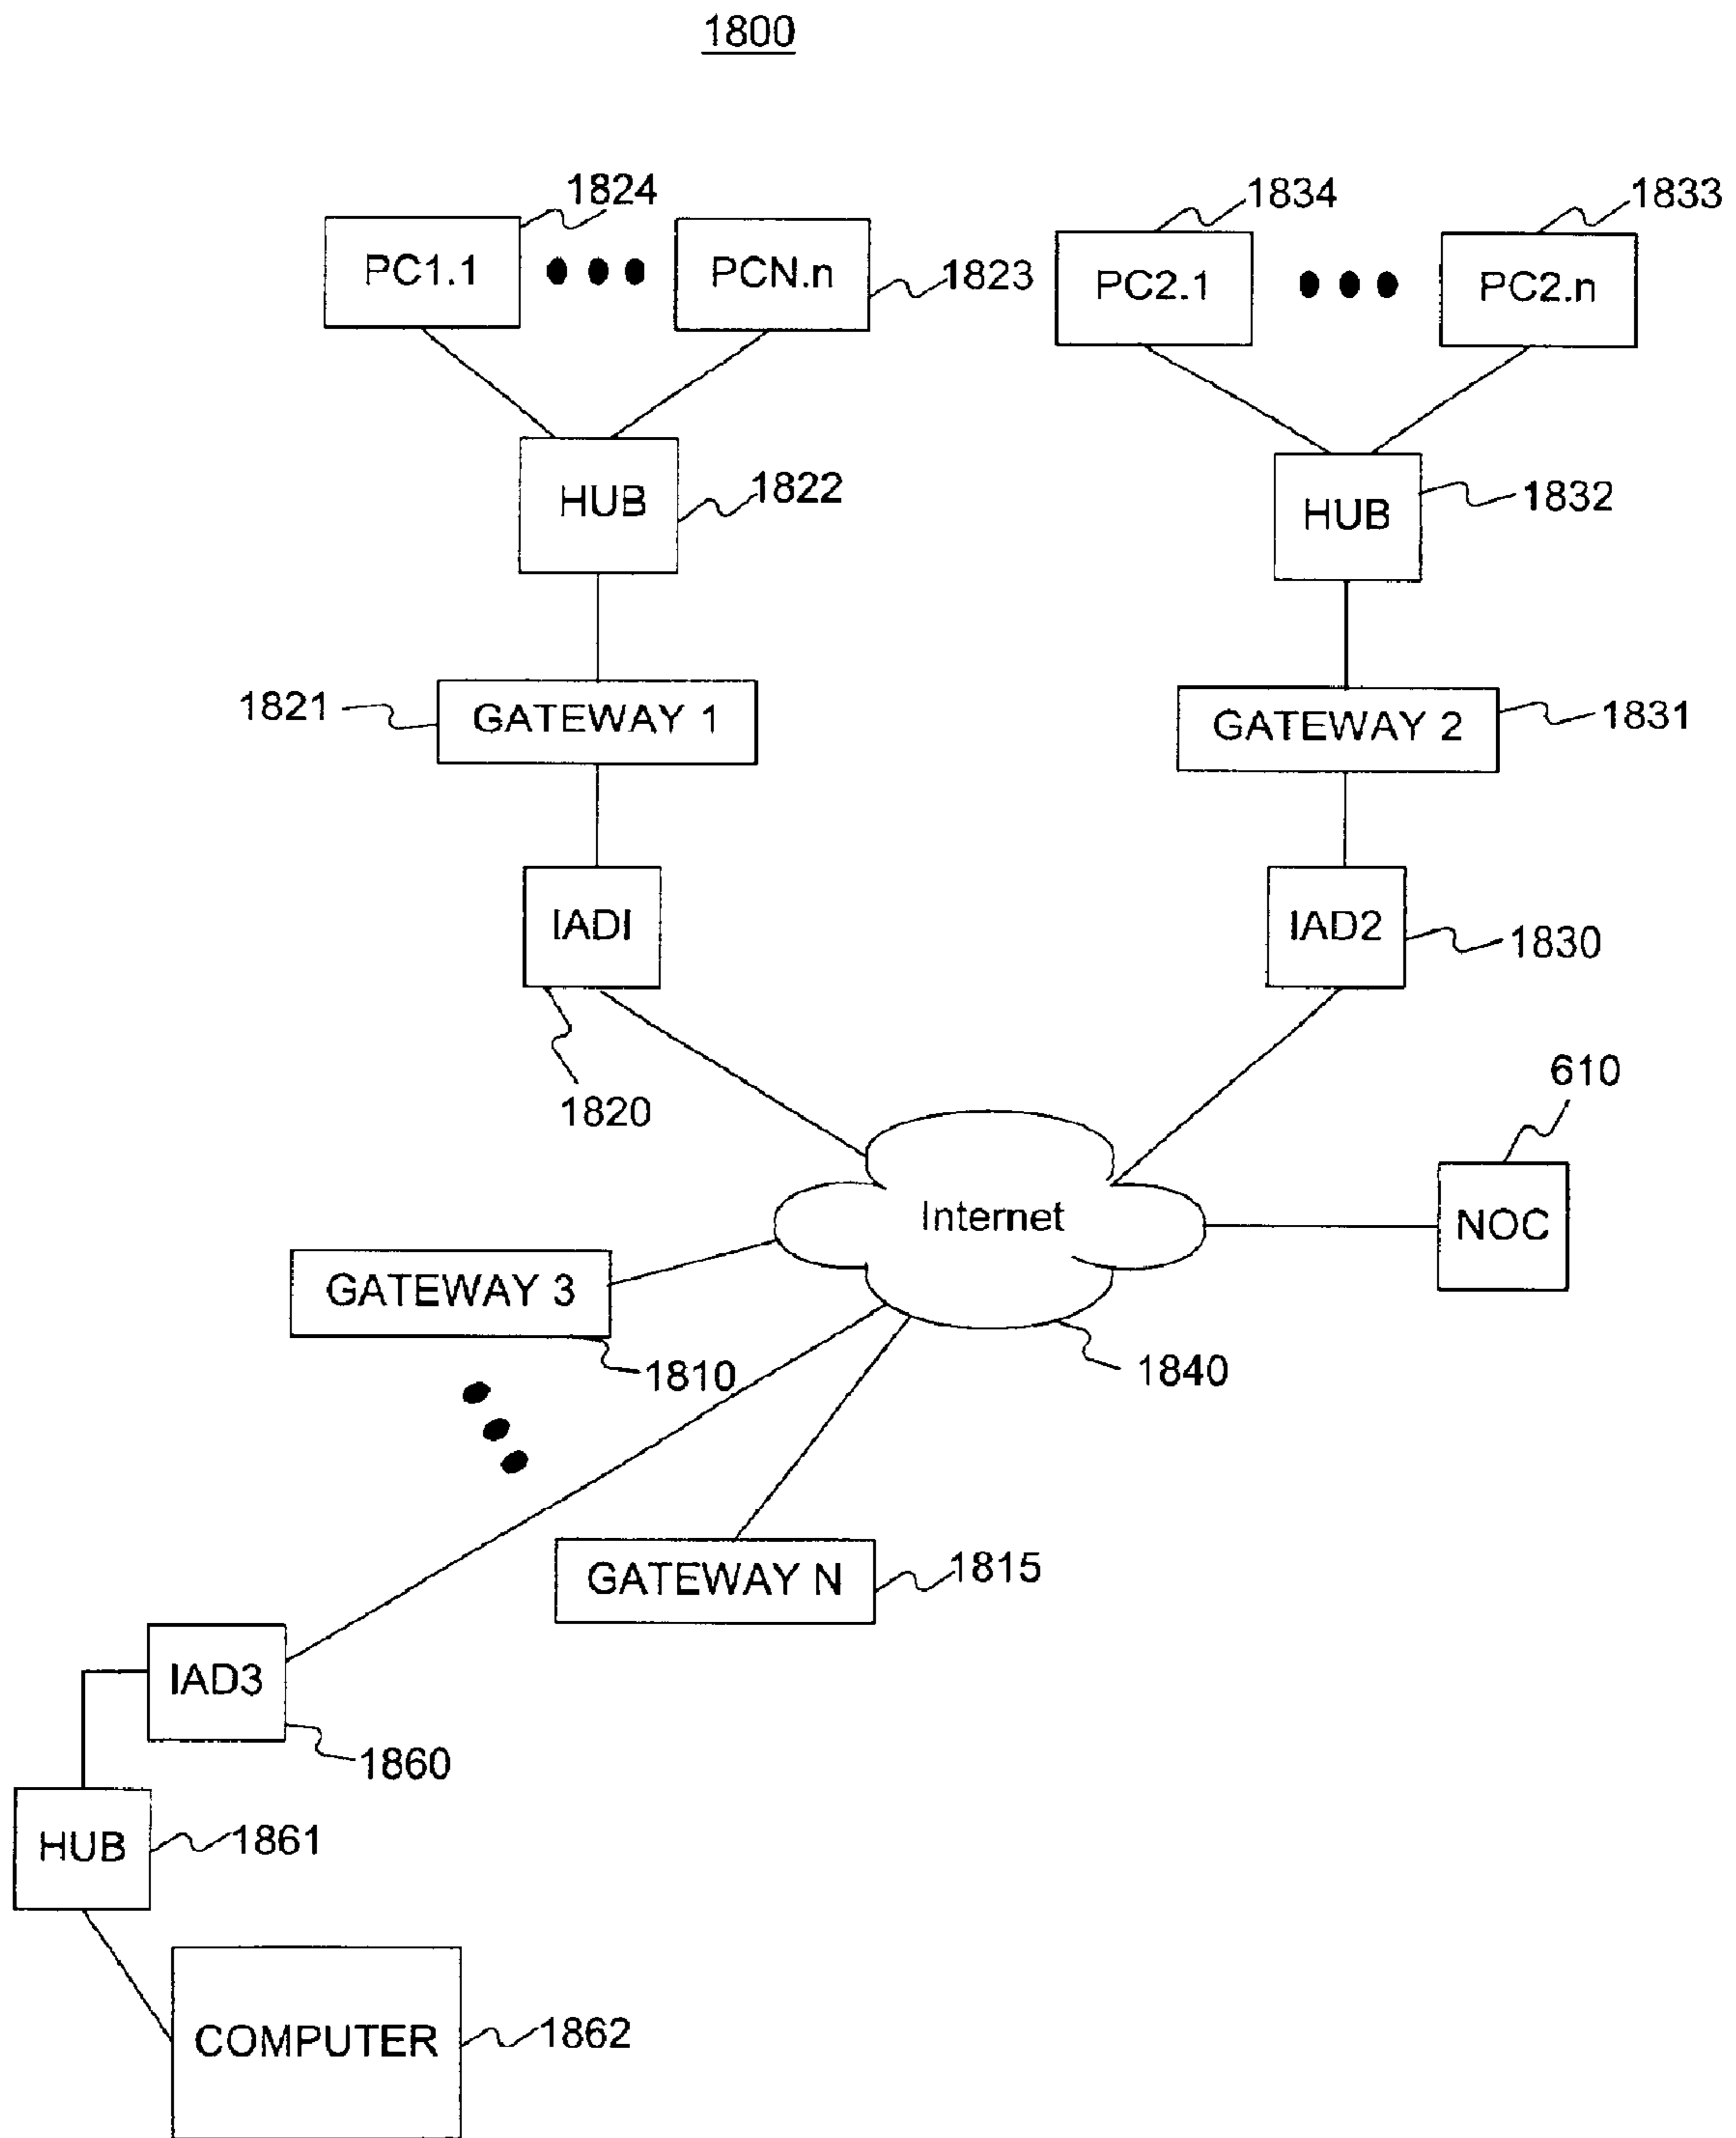 1800
1824
1834
1833
PC1.1
PCN.n
1823
PC2.1
PC2.n
HUB
1822
HUB
1832
1821
GATEWAY 1
GATEWAY 2
1831
IADI
IAD2
1830
1820
610
Internet
NOC
GATEWAY 3
1810
1840
GATEWAY N
1815
IAD3
1860
HUB
1861
COMPUTER
1862